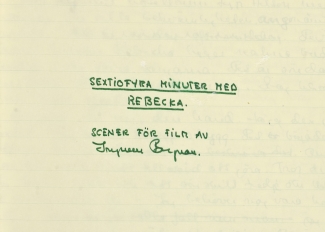 SEXTIOFYRA MINUTER MED
REBECKA.
SCENER FÖR FILM AV
Ingmar Bergman.